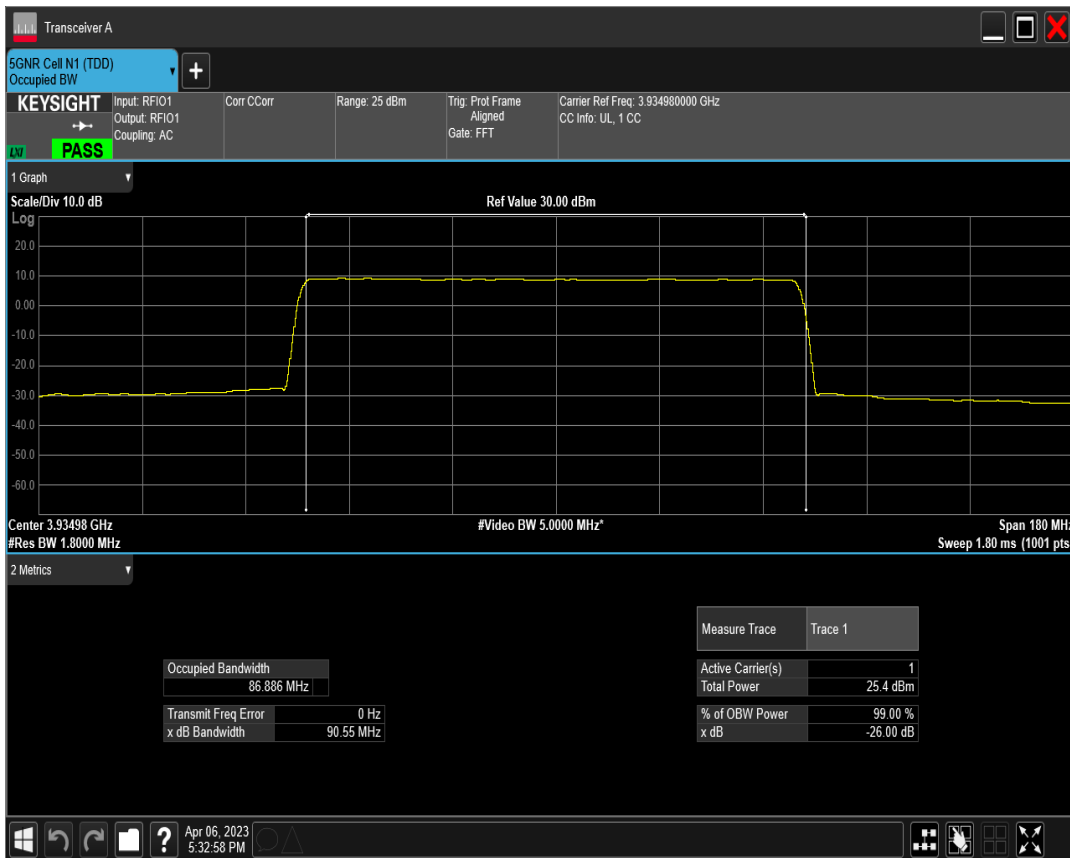 Transceiver A
5GNR Cell N1 (TDD)
Occupied BW
+
KEYSIGHT
LXI
PASS
Input: RFIO1
Output: RFIO1
Coupling: AC
Corr CCorr
Range: 25 dBm
Trig: Prot Frame
Aligned
Gate: FFT
Carrier Ref Freq: 3.934980000 GHz
CC Info: UL, 1 CC
1 Graph
Scale/Div 10.0 dB
Ref Value 30.00 dBm
Log
20.0
10.0
0.00
-10.0
-20.0
-30.0
-40.0
-50.0
-60.0
Center 3.93498 GHz
#Video BW 5.0000 MHz*
Span 180 MHz
#Res BW 1.8000 MHz
Sweep 1.80 ms (1001 pts
2 Metrics
Measure Trace Trace 1
Occupied Bandwidth
86.886 MHz
Active Carrier(s) 1
Total Power 25.4 dBm
Transmit Freq Error 0 Hz
x dB Bandwidth 90.55 MHz
% of OBW Power 99.00 %
x dB -26.00 dB
?
Apr 06, 2023
5:32:58 PM